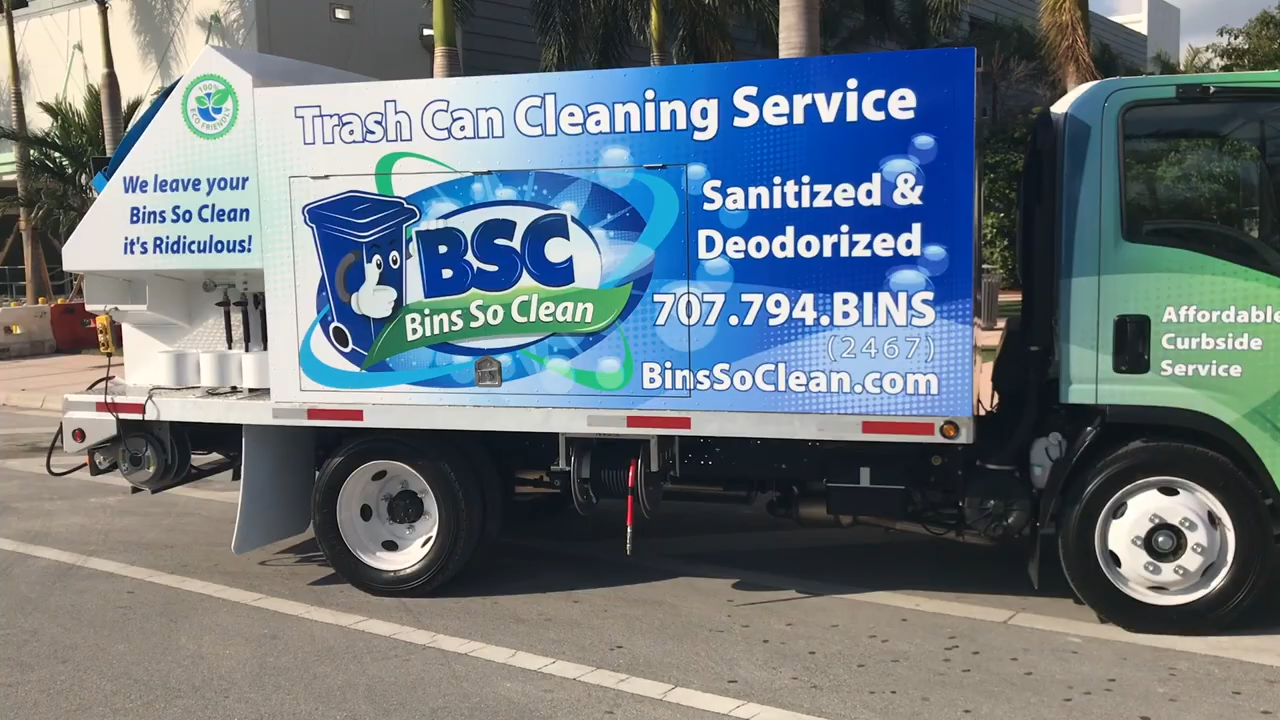 100%
ECO FRIENDLY
We leave your
Bins So Clean
it's Ridiculous!
Trash Can Cleaning Service
BSC
Bins So Clean
Sanitized &
Deodorized
707.794.BINS
(2467)
BinsSoClean.com
Affordable
Curbside
Service